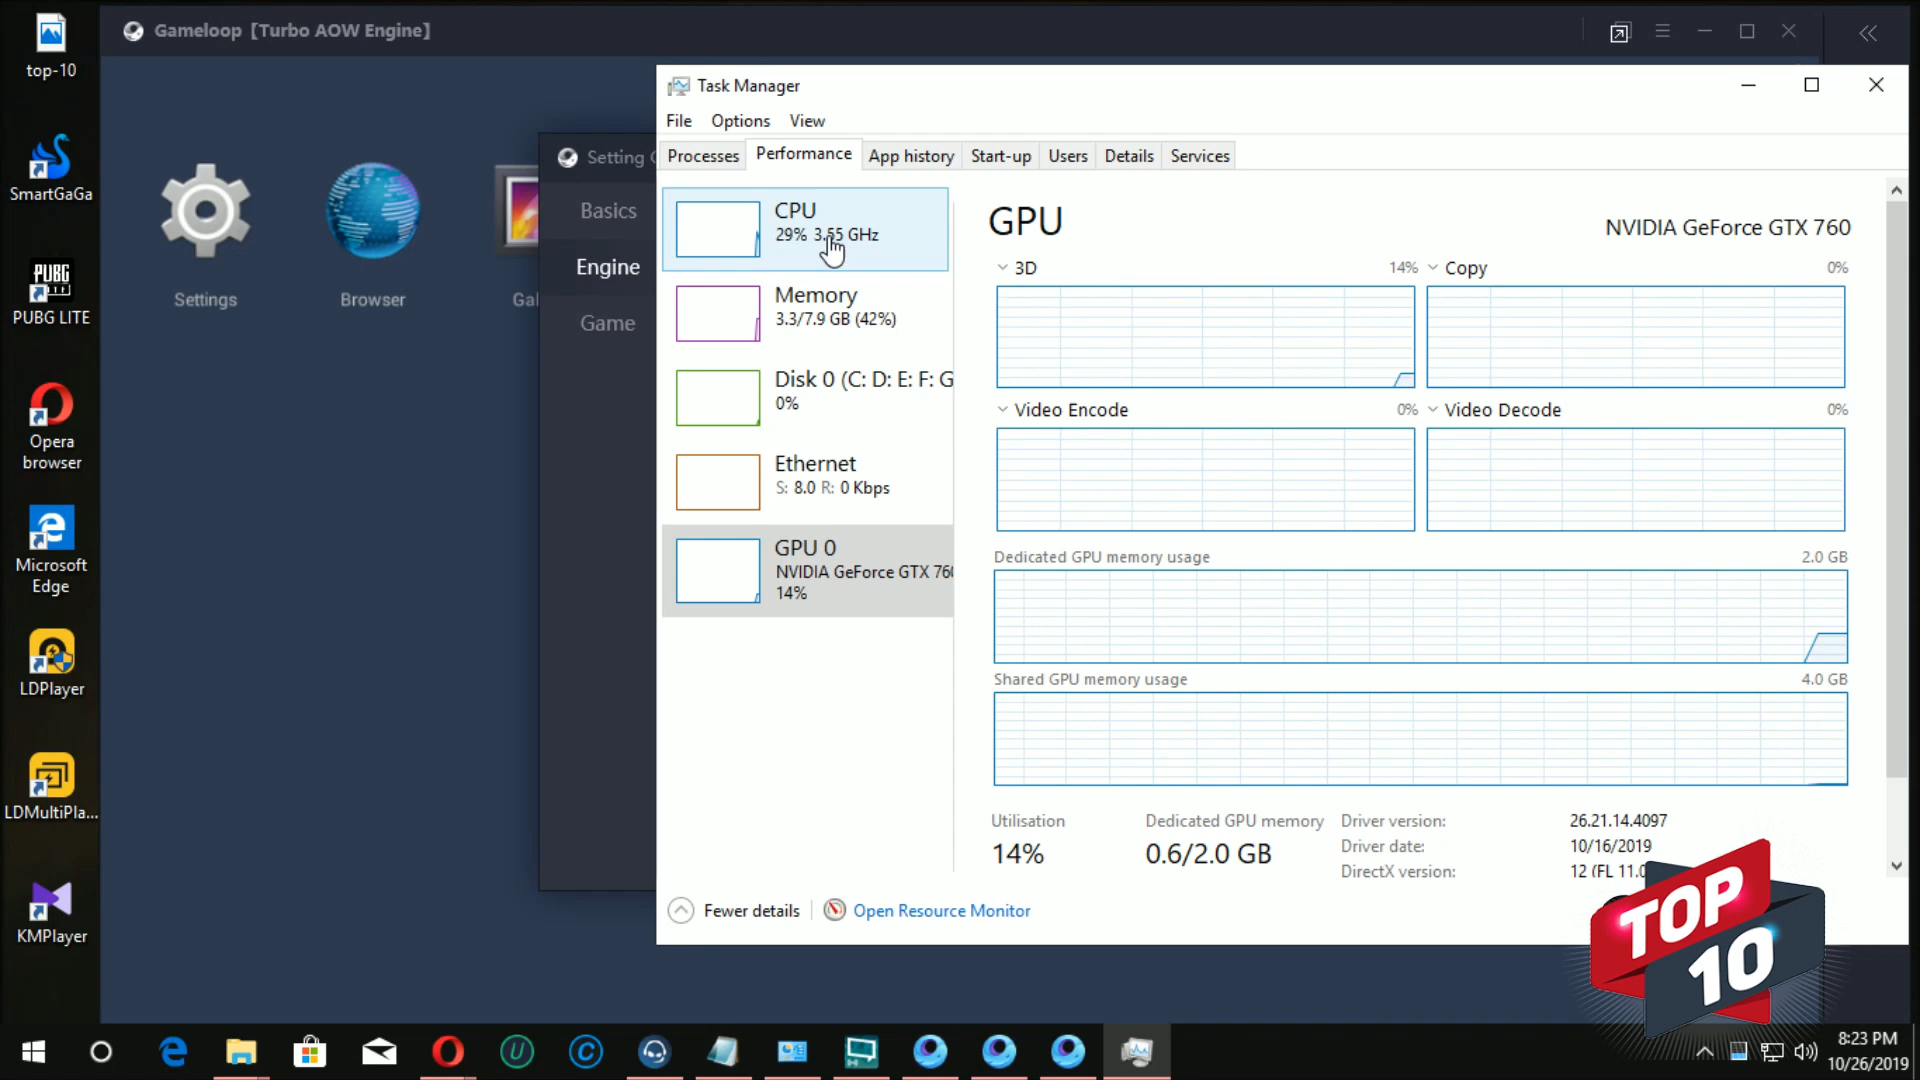 top-10
SmartGaGa
PUBG LITE
Opera
browser
Microsoft
Edge
LDPlayer
LDMultiPla...
KMPlayer
Gameloop [Turbo AOW Engine]
Settings
Browser
Gal
Setting
Basics
Engine
Game
Task Manager
File Options View
Processes Performance App history Start-up Users Details Services
CPU
29% 3.55 GHz
Memory
3.3/7.9 GB (42%)
Disk 0 (C: D: E: F: G
0%
Ethernet
S: 8.0 R: 0 Kbps
GPU 0
NVIDIA GeForce GTX 760
14%
GPU
NVIDIA GeForce GTX 760
3D 14% Copy 0%
Video Encode 0% Video Decode 0%
Dedicated GPU memory usage 2.0 GB
Shared GPU memory usage 4.0 GB
Utilisation
14%
Dedicated GPU memory
0.6/2.0 GB
Driver version: 26.21.14.4097
Driver date: 10/16/2019
DirectX version: 12 (FL 11.0
Fewer details
Open Resource Monitor
TOP
10
8:23 PM
10/26/2019